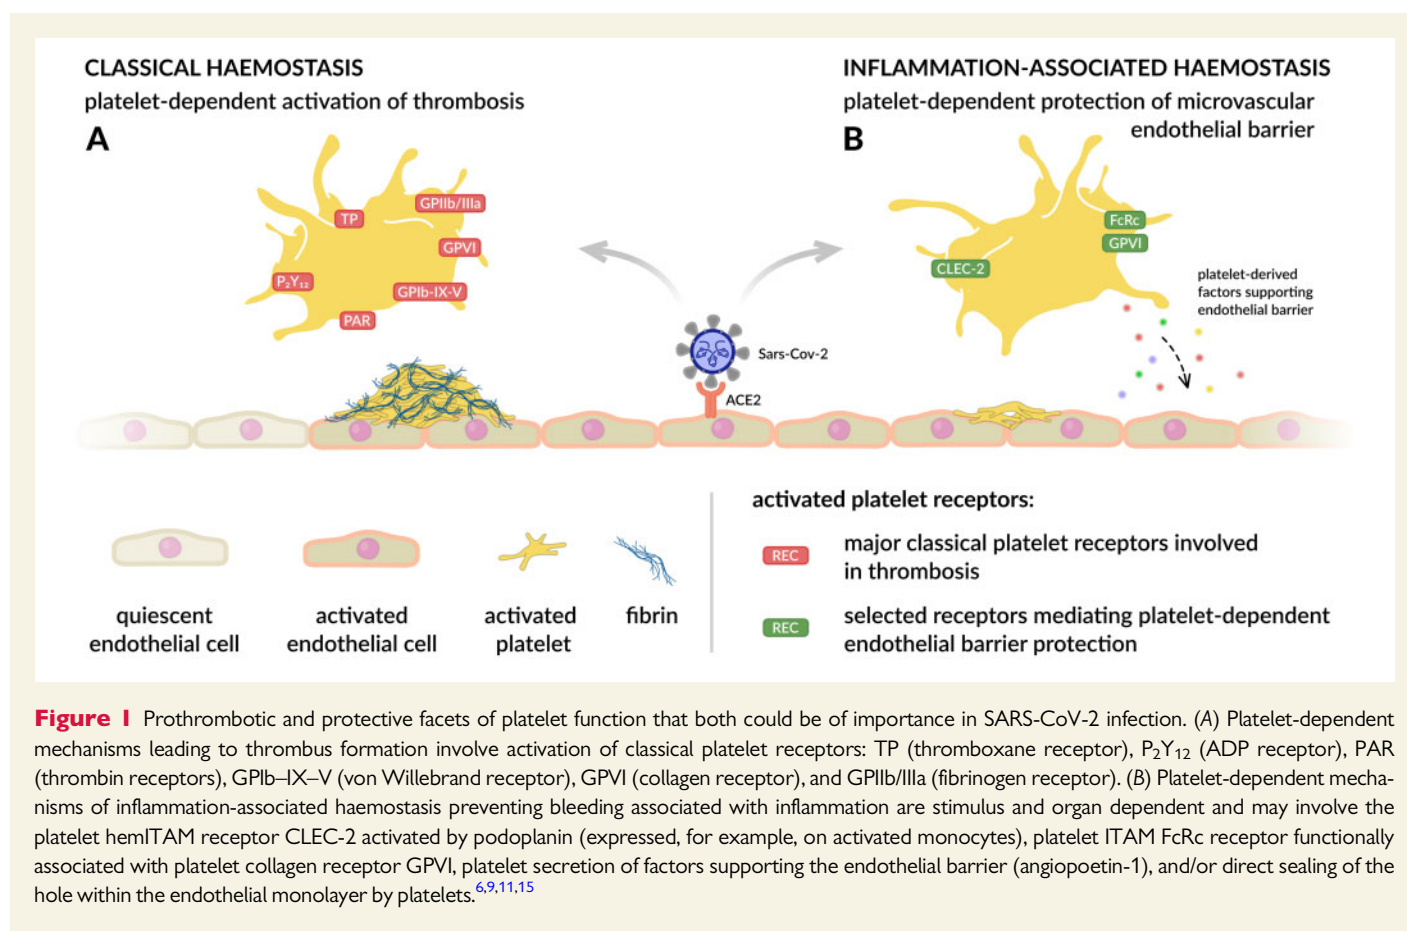 CLASSICAL HAEMOSTASIS
platelet-dependent activation of thrombosis
A
INFLAMMATION-ASSOCIATED HAEMOSTASIS
platelet-dependent protection of microvascular
endothelial barrier
B
TP
GPIIb/IIIa
GPVI
P₂Y₁₂
GPIb-IX-V
PAR
FcRc
GPVI
CLEC-2
platelet-derived
factors supporting
endothelial barrier
Sars-Cov-2
ACE2
quiescent
endothelial cell
activated
endothelial cell
activated
platelet
fibrin
activated platelet receptors:
REC
major classical platelet receptors involved
in thrombosis
REC
selected receptors mediating platelet-dependent
endothelial barrier protection
Figure 1 Prothrombotic and protective facets of platelet function that both could be of importance in SARS-CoV-2 infection. (A) Platelet-dependent
mechanisms leading to thrombus formation involve activation of classical platelet receptors: TP (thromboxane receptor), P₂Y₁₂ (ADP receptor), PAR
(thrombin receptors), GPIb–IX–V (von Willebrand receptor), GPVI (collagen receptor), and GPIIb/IIIa (fibrinogen receptor). (B) Platelet-dependent mecha-
nisms of inflammation-associated haemostasis preventing bleeding associated with inflammation are stimulus and organ dependent and may involve the
platelet hemITAM receptor CLEC-2 activated by podoplanin (expressed, for example, on activated monocytes), platelet ITAM FcRc receptor functionally
associated with platelet collagen receptor GPVI, platelet secretion of factors supporting the endothelial barrier (angiopoetin-1), and/or direct sealing of the
hole within the endothelial monolayer by platelets.6,9,11,15